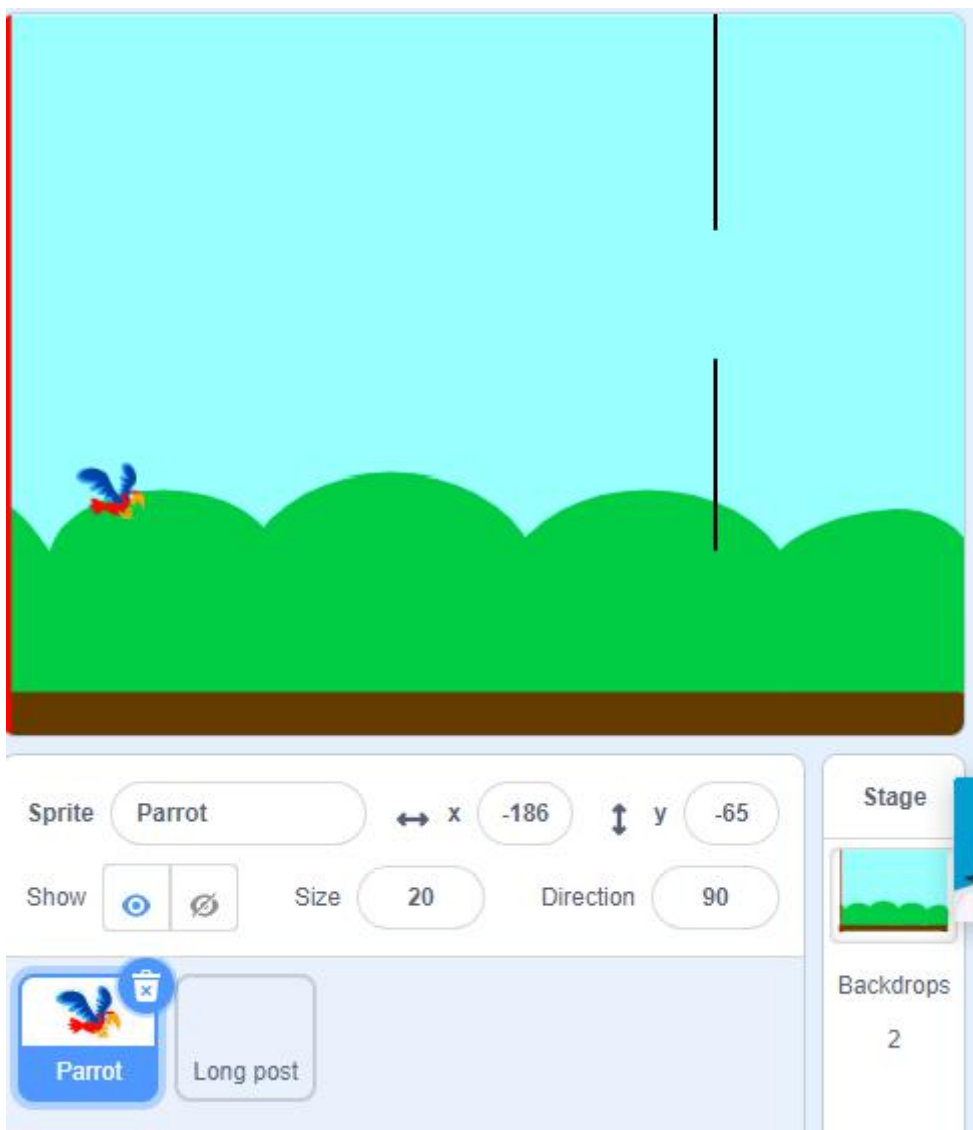 Sprite Parrot x -186 y -65
Show Size 20 Direction 90
Stage
Backdrops
2
Parrot
Long post